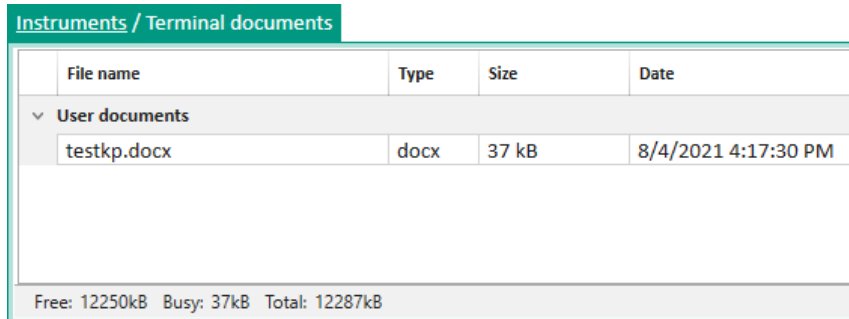 Instruments / Terminal documents
File name Type Size Date
User documents
testkp.docx docx 37 kB 8/4/2021 4:17:30 PM
Free: 12250kB Busy: 37kB Total: 12287kB